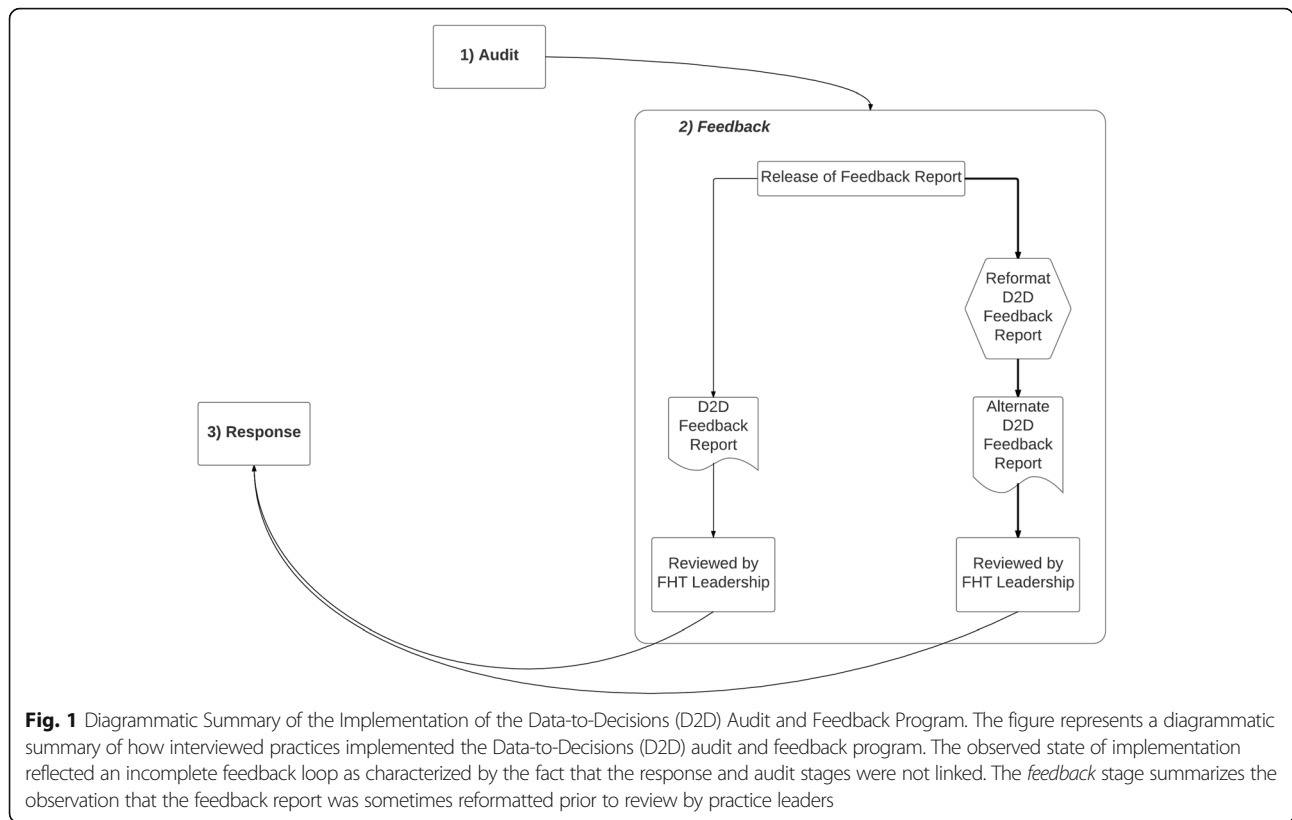 1) Audit
2) Feedback
Release of Feedback Report
Reformat
D2D
Feedback
Report
D2D
Feedback
Report
Alternate
D2D
Feedback
Report
3) Response
Reviewed by
FHT Leadership
Reviewed by
FHT Leadership
Fig. 1 Diagrammatic Summary of the Implementation of the Data-to-Decisions (D2D) Audit and Feedback Program. The figure represents a diagrammatic
summary of how interviewed practices implemented the Data-to-Decisions (D2D) audit and feedback program. The observed state of implementation
reflected an incomplete feedback loop as characterized by the fact that the response and audit stages were not linked. The feedback stage summarizes the
observation that the feedback report was sometimes reformatted prior to review by practice leaders